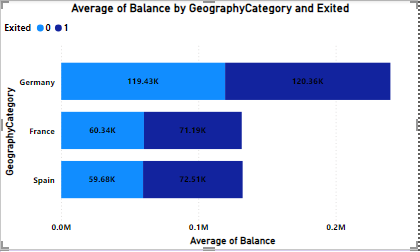 Average of Balance by GeographyCategory and Exited
Exited 0 1
GeographyCategory
Germany 119.43K 120.36K
France 60.34K 71.19K
Spain 59.68K 72.51K
0.0M 0.1M 0.2M
Average of Balance